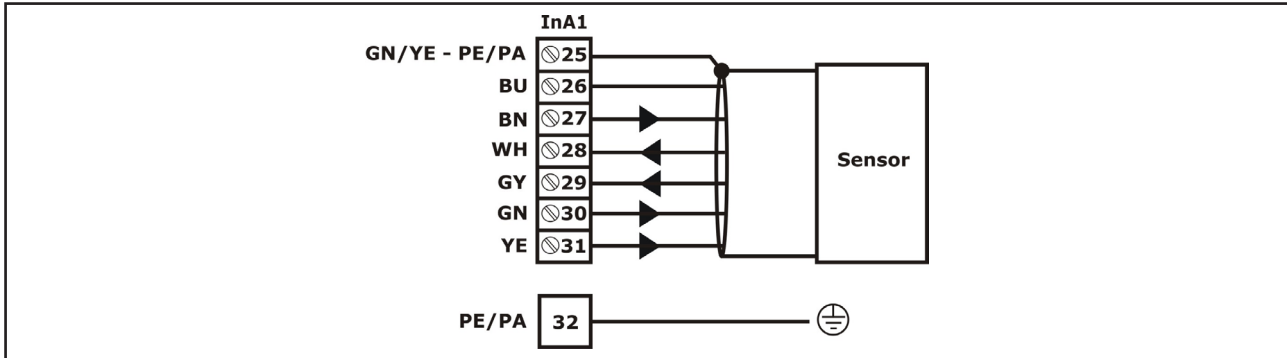 InA1
GN/YE - PE/PA 25
BU 26
BN 27
WH 28
GY 29
GN 30
YE 31
Sensor
PE/PA 32